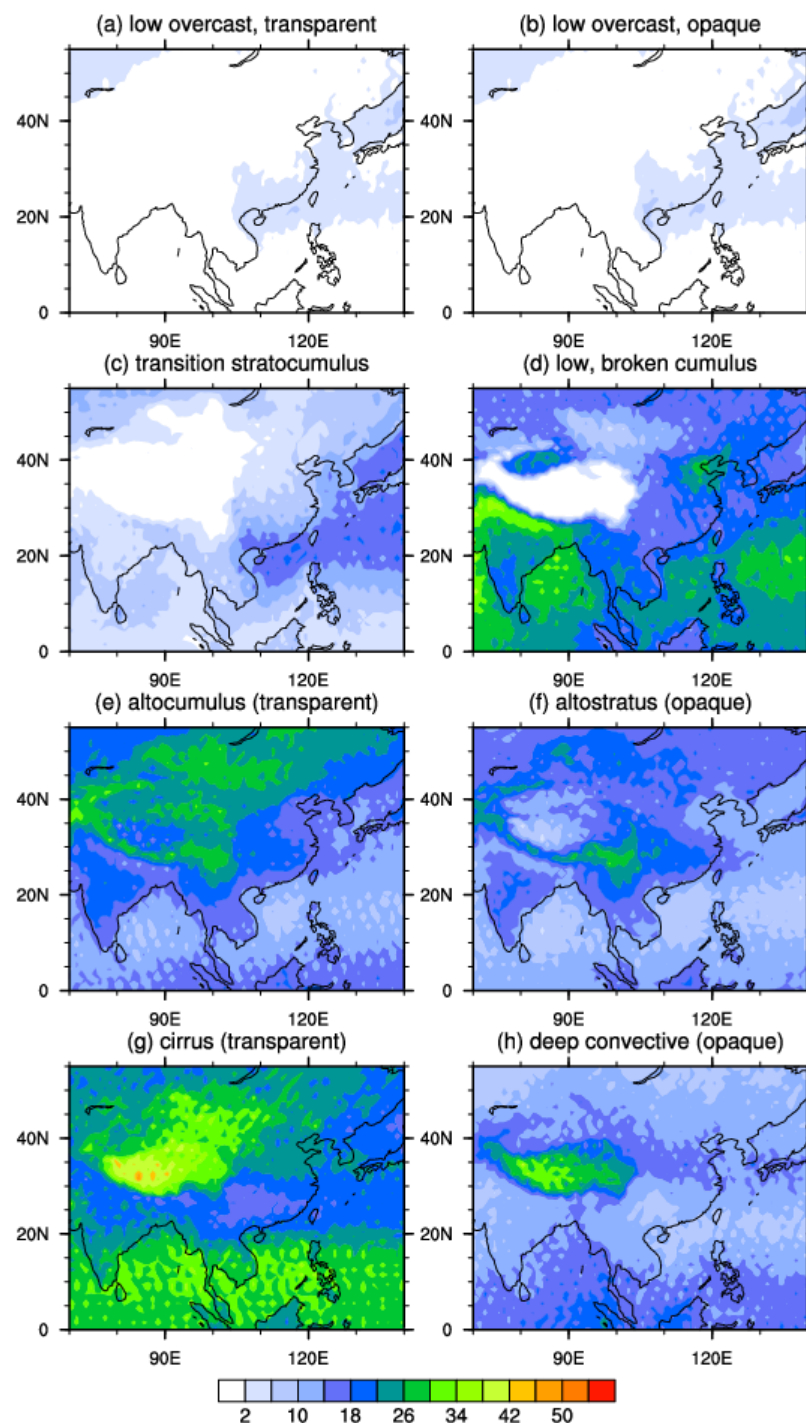 (a) low overcast, transparent
(b) low overcast, opaque
40N
20N
0
90E 120E
40N
20N
0
90E 120E
(c) transition stratocumulus
(d) low, broken cumulus
40N
20N
0
90E 120E
40N
20N
0
90E 120E
(e) altocumulus (transparent)
(f) altostratus (opaque)
40N
20N
0
90E 120E
40N
20N
0
90E 120E
(g) cirrus (transparent)
(h) deep convective (opaque)
40N
20N
0
90E 120E
40N
20N
0
90E 120E
2 10 18 26 34 42 50